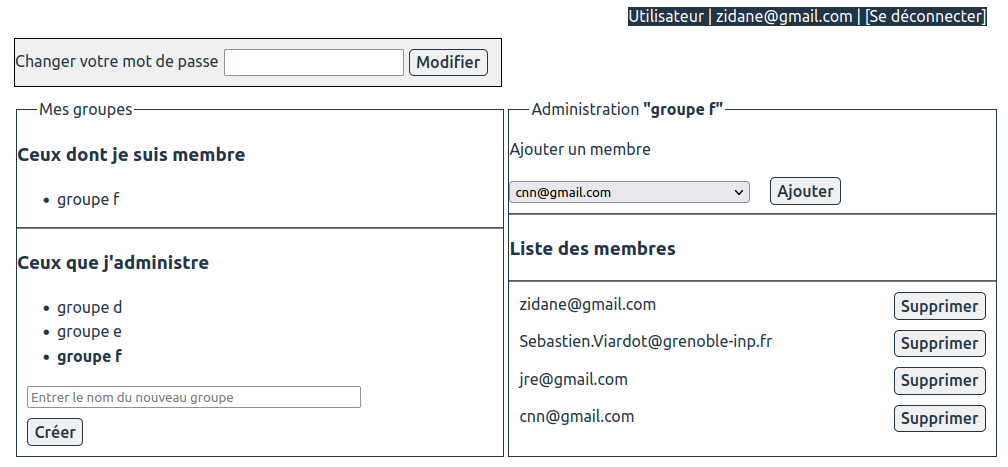 Utilisateur | zidane@gmail.com | [Se déconnecter]
Changer votre mot de passe Modifier
Mes groupes
Ceux dont je suis membre
groupe f
Ceux que j'administre
groupe d
groupe e
groupe f
Entrer le nom du nouveau groupe
Créer
Administration "groupe f"
Ajouter un membre
cnn@gmail.com Ajouter
Liste des membres
zidane@gmail.com Supprimer
Sebastien.Viardot@grenoble-inp.fr Supprimer
jre@gmail.com Supprimer
cnn@gmail.com Supprimer